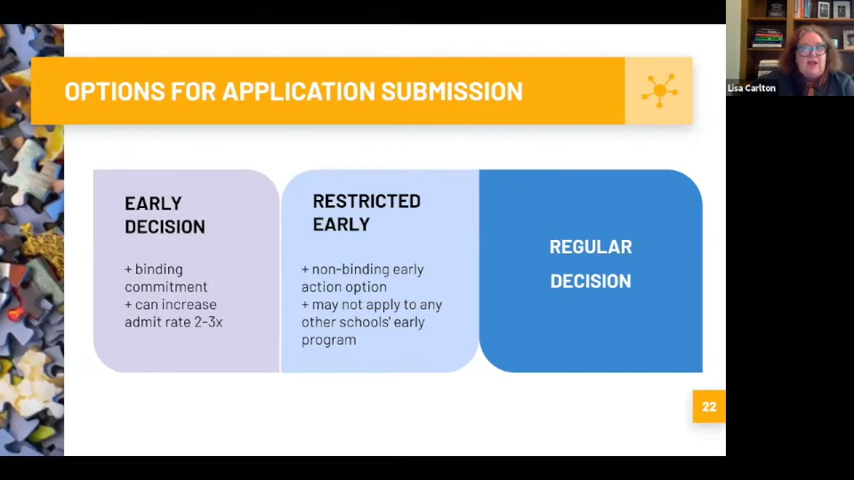 Lisa Carlton
OPTIONS FOR APPLICATION SUBMISSION
EARLY
DECISION
+ binding
commitment
+ can increase
admit rate 2-3x
RESTRICTED
EARLY
+ non-binding early
action option
+ may not apply to any
other schools' early
program
REGULAR
DECISION
22